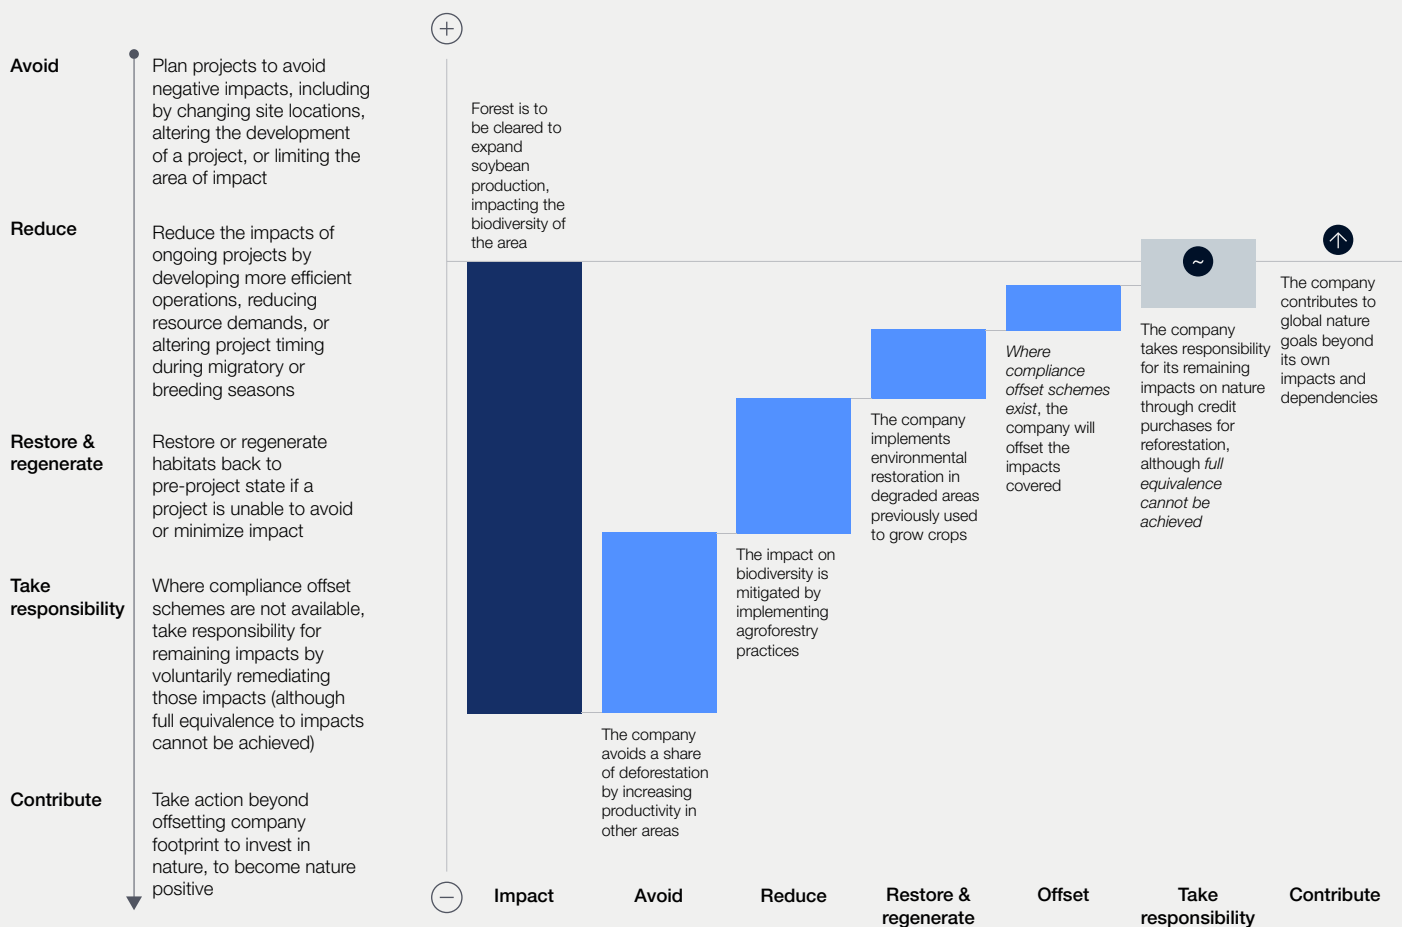 Avoid
Plan projects to avoid
negative impacts, including
by changing site locations,
altering the development
of a project, or limiting the
area of impact
Reduce
Reduce the impacts of
ongoing projects by
developing more efficient
operations, reducing
resource demands, or
altering project timing
during migratory or
breeding seasons
Restore &
regenerate
Restore or regenerate
habitats back to
pre-project state if a
project is unable to avoid
or minimize impact
Take
responsibility
Where compliance offset
schemes are not available,
take responsibility for
remaining impacts by
voluntarily remediating
those impacts (although
full equivalence to impacts
cannot be achieved)
Contribute
Take action beyond
offsetting company
footprint to invest in
nature, to become nature
positive
+
Forest is to
be cleared to
expand
soybean
production,
impacting the
biodiversity of
the area
The company
avoids a share
of deforestation
by increasing
productivity in
other areas
The impact on
biodiversity is
mitigated by
implementing
agroforestry
practices
The company
implements
environmental
restoration in
degraded areas
previously used
to grow crops
Where
compliance
offset schemes
exist, the
company will
offset the
impacts
covered
~
The company
takes responsibility
for its remaining
impacts on nature
through credit
purchases for
reforestation,
although full
equivalence
cannot be
achieved
The company
contributes to
global nature
goals beyond
its own
impacts and
dependencies
−
Impact
Avoid
Reduce
Restore &
regenerate
Offset
Take
responsibility
Contribute